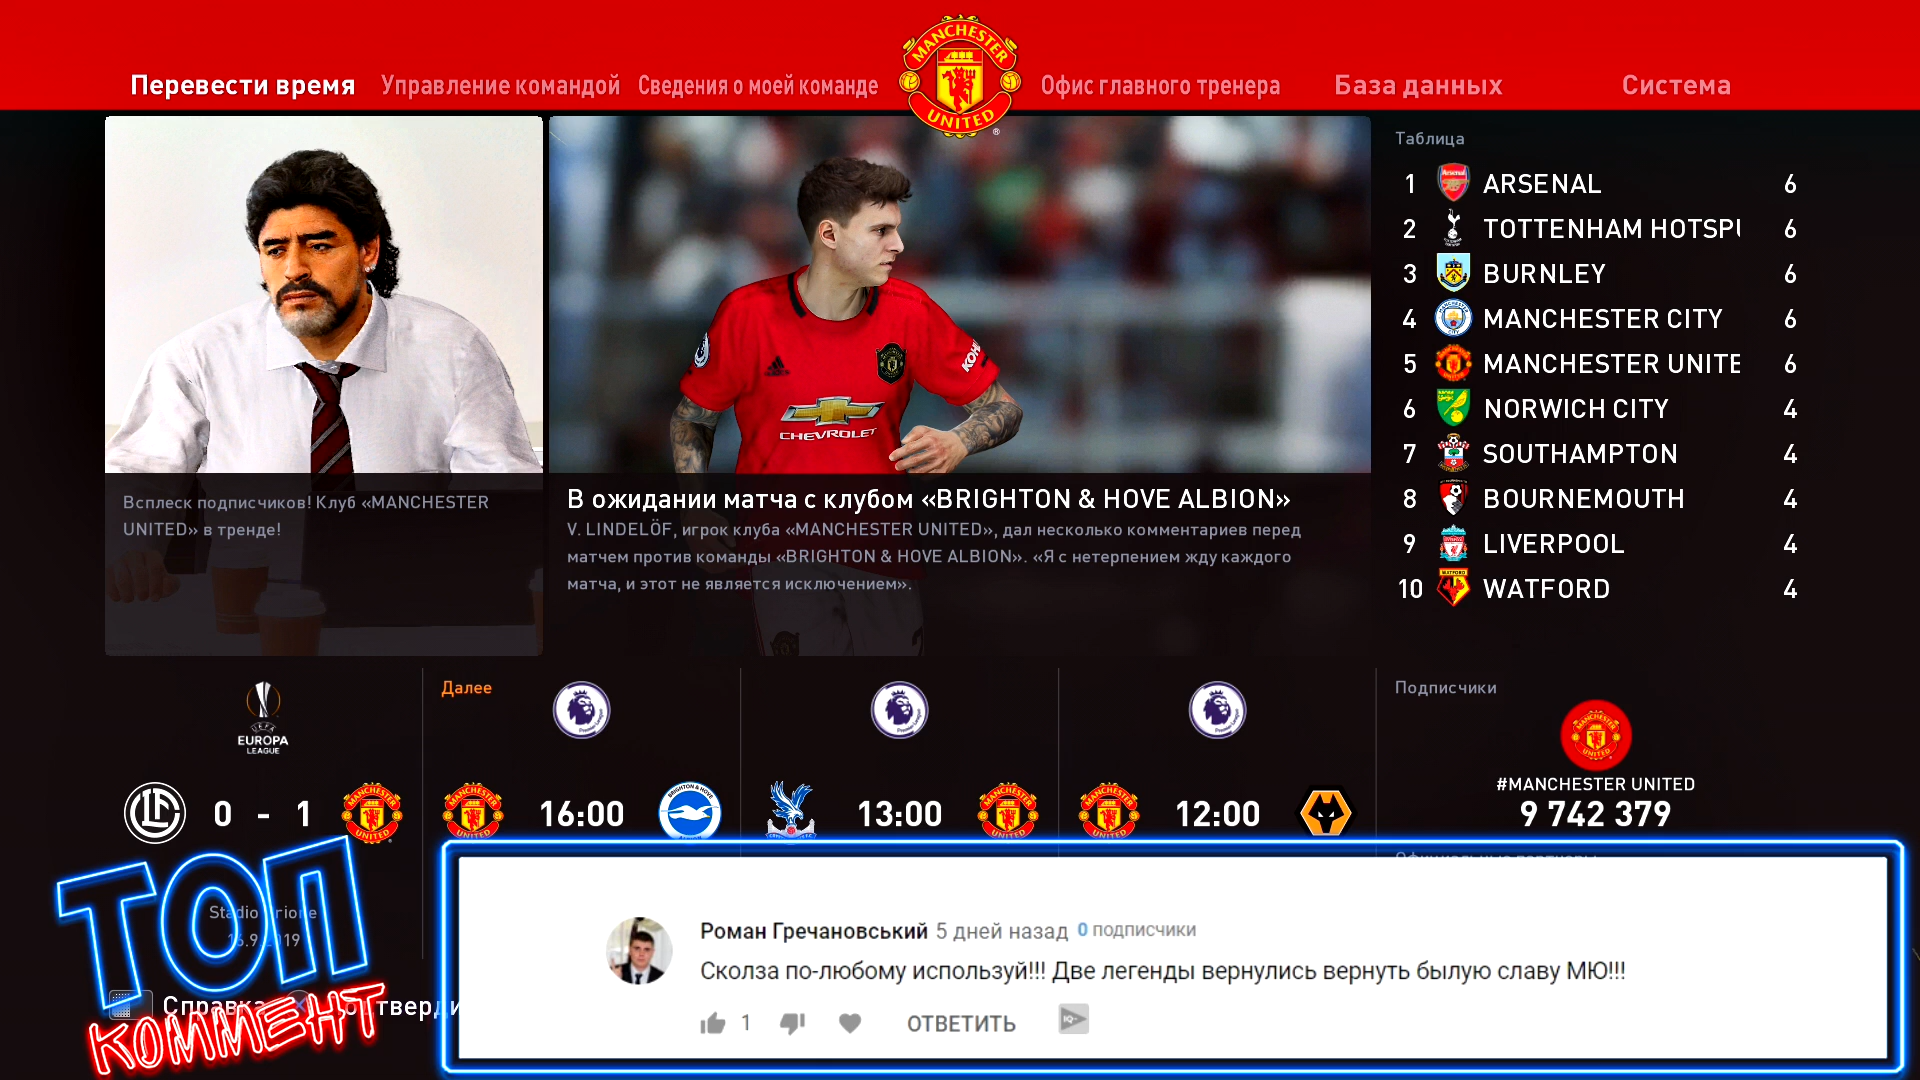 Перевести время
Управление командой
Сведения о моей команде
MANCHESTER
UNITED
®
Офис главного тренера
База данных
Система
Всплеск подписчиков! Клуб «MANCHESTER
UNITED» в тренде!
CHEVROLET
В ожидании матча с клубом «BRIGHTON & HOVE ALBION»
V. LINDELÖF, игрок клуба «MANCHESTER UNITED», дал несколько комментариев перед
матчем против команды «BRIGHTON & HOVE ALBION». «Я с нетерпением жду каждого
матча, и этот не является исключением».
Таблица
1 ARSENAL 6
2 TOTTENHAM HOTSPU 6
3 BURNLEY 6
4 MANCHESTER CITY 6
5 MANCHESTER UNITE 6
6 NORWICH CITY 4
7 SOUTHAMPTON 4
8 BOURNEMOUTH 4
9 LIVERPOOL 4
10 WATFORD 4
UEFA
EUROPA
LEAGUE
0 - 1
Далее
16:00
13:00
12:00
Подписчики
#MANCHESTER UNITED
9 742 379
ТОП
КОММЕНТ
Справка
Роман Гречановський 5 дней назад 0 подписчики
Сколза по-любому используй!!! Две легенды вернулись вернуть былую славу МЮ!!!
1
ОТВЕТИТЬ